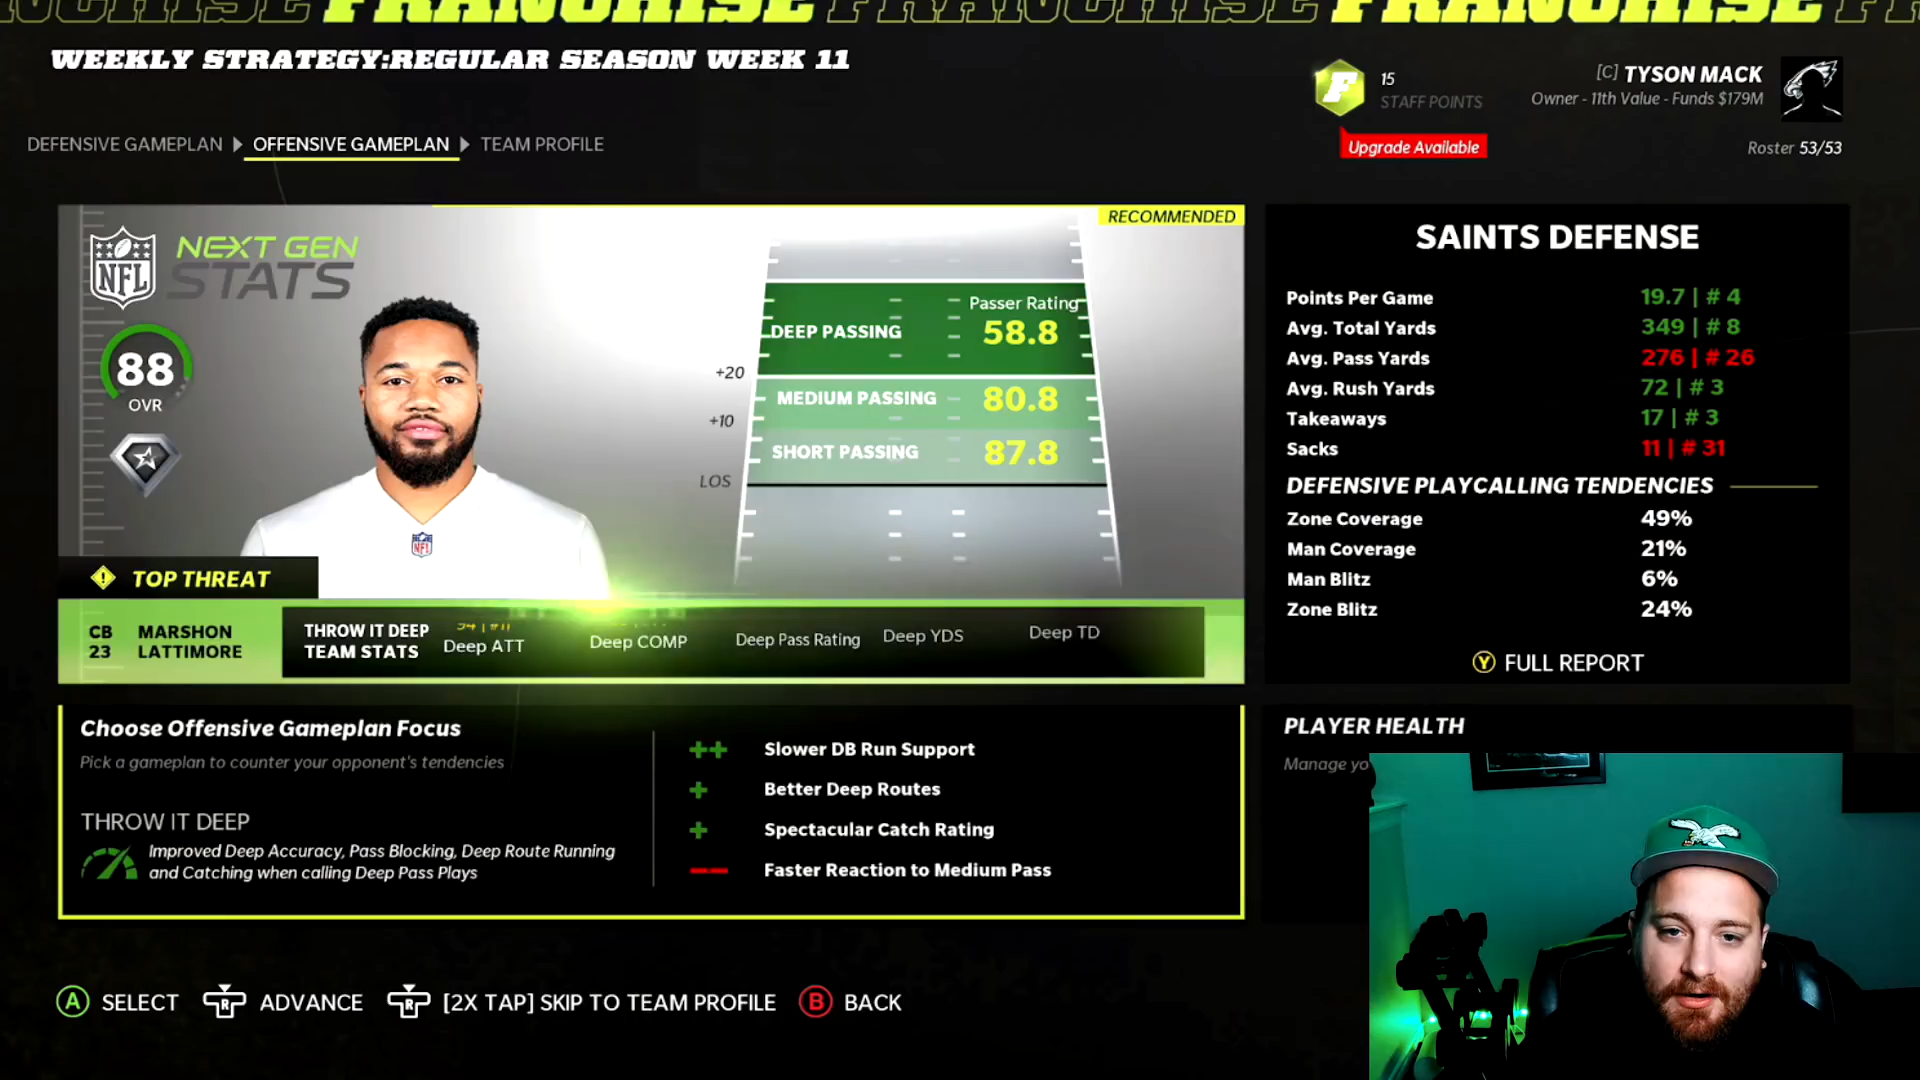 FRANCHISE FRANCHISE FRANCHISE FRANCHISE
WEEKLY STRATEGY:REGULAR SEASON WEEK 11
15
STAFF POINTS
Upgrade Available
[C] TYSON MACK
Owner - 11th Value - Funds $179M
Roster 53/53
DEFENSIVE GAMEPLAN OFFENSIVE GAMEPLAN TEAM PROFILE
RECOMMENDED
NFL
NEXT GEN
STATS
88
OVR
Passer Rating
DEEP PASSING 58.8
+20
MEDIUM PASSING 80.8
+10
SHORT PASSING 87.8
LOS
NFL
TOP THREAT
CB
23
MARSHON
LATTIMORE
THROW IT DEEP
TEAM STATS
Deep ATT
Deep COMP
Deep Pass Rating
Deep YDS
Deep TD
SAINTS DEFENSE
Points Per Game 19.7 | # 4
Avg. Total Yards 349 | # 8
Avg. Pass Yards 276 | # 26
Avg. Rush Yards 72 | # 3
Takeaways 17 | # 3
Sacks 11 | # 31
DEFENSIVE PLAYCALLING TENDENCIES
Zone Coverage 49%
Man Coverage 21%
Man Blitz 6%
Zone Blitz 24%
Y FULL REPORT
Choose Offensive Gameplan Focus
Pick a gameplan to counter your opponent's tendencies
THROW IT DEEP
Improved Deep Accuracy, Pass Blocking, Deep Route Running
and Catching when calling Deep Pass Plays
++ Slower DB Run Support
+ Better Deep Routes
+ Spectacular Catch Rating
-- Faster Reaction to Medium Pass
PLAYER HEALTH
Manage
A SELECT R ADVANCE R [2X TAP] SKIP TO TEAM PROFILE B BACK